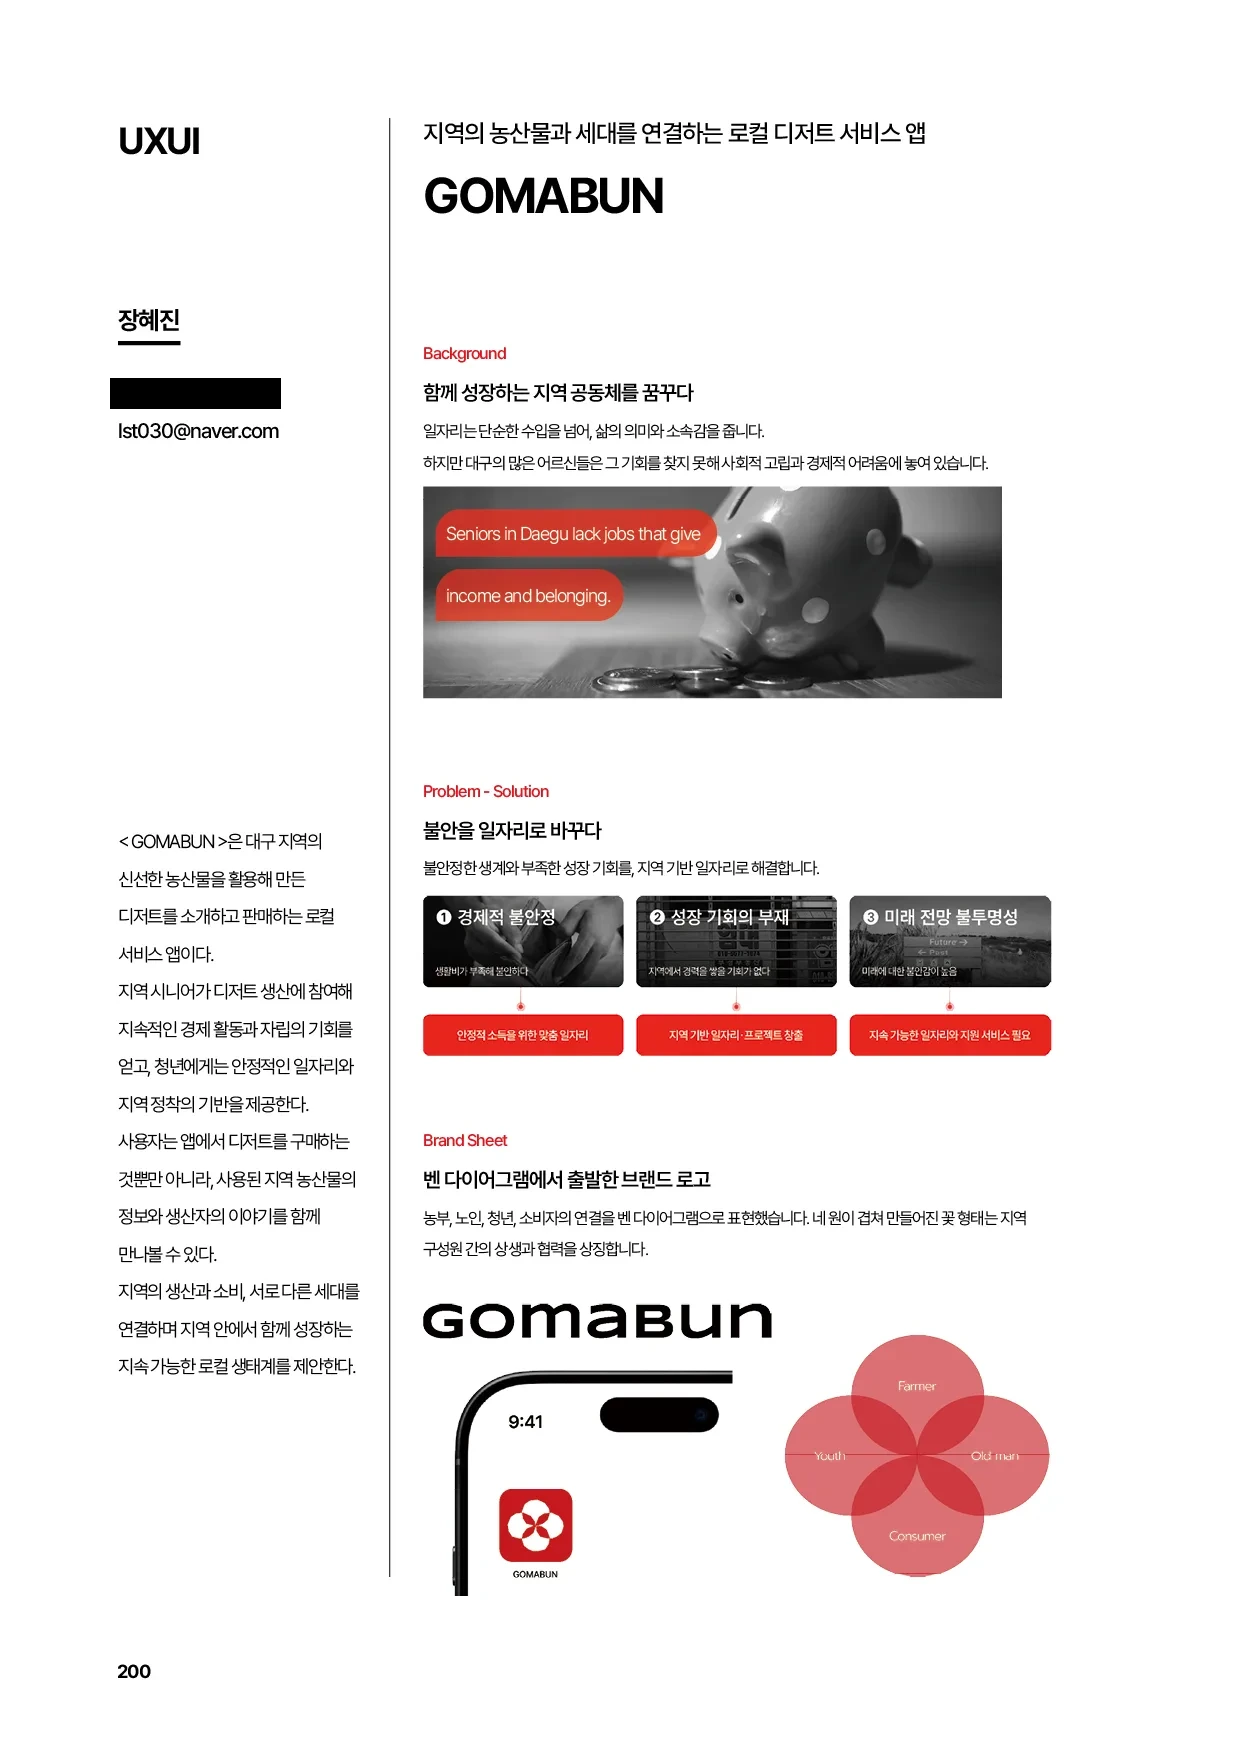 UXUI
장혜진
lst030@naver.com
< GOMABUN >은 대구 지역의
신선한 농산물을 활용해 만든
디저트를 소개하고 판매하는 로컬
서비스 앱이다.
지역 시니어가 디저트 생산에 참여해
지속적인 경제 활동과 자립의 기회를
얻고, 청년에게는 안정적인 일자리와
지역 정착의 기반을 제공한다.
사용자는 앱에서 디저트를 구매하는
것뿐만 아니라, 사용된 지역 농산물의
정보와 생산자의 이야기를 함께
만나볼 수 있다.
지역의 생산과 소비, 서로 다른 세대를
연결하며 지역 안에서 함께 성장하는
지속 가능한 로컬 생태계를 제안한다.
지역의 농산물과 세대를 연결하는 로컬 디저트 서비스 앱
GOMABUN
Background
함께 성장하는 지역 공동체를 꿈꾸다
일자리는 단순한 수입을 넘어, 삶의 의미와 소속감을 줍니다.
하지만 대구의 많은 어르신들은 그 기회를 찾지 못해 사회적 고립과 경제적 어려움에 놓여 있습니다.
Seniors in Daegu lack jobs that give
income and belonging.
Problem - Solution
불안을 일자리로 바꾸다
불안정한 생계와 부족한 성장 기회를, 지역 기반 일자리로 해결합니다.
❶ 경제적 불안정
생활비가 부족해 불안하다
안정적 소득을 위한 맞춤 일자리
❷ 성장 기회의 부재
지역에서 경력을 쌓을 기회가 없다
지역 기반 일자리·프로젝트 창출
❸ 미래 전망 불투명성
Future →
← Past
미래에 대한 불안감이 높음
지속 가능한 일자리와 지원 서비스 필요
Brand Sheet
벤 다이어그램에서 출발한 브랜드 로고
농부, 노인, 청년, 소비자의 연결을 벤 다이어그램으로 표현했습니다. 네 원이 겹쳐 만들어진 꽃 형태는 지역
구성원 간의 상생과 협력을 상징합니다.
GOMABUN
9:41
GOMABUN
Farmer
Youth
Old man
Consumer
200